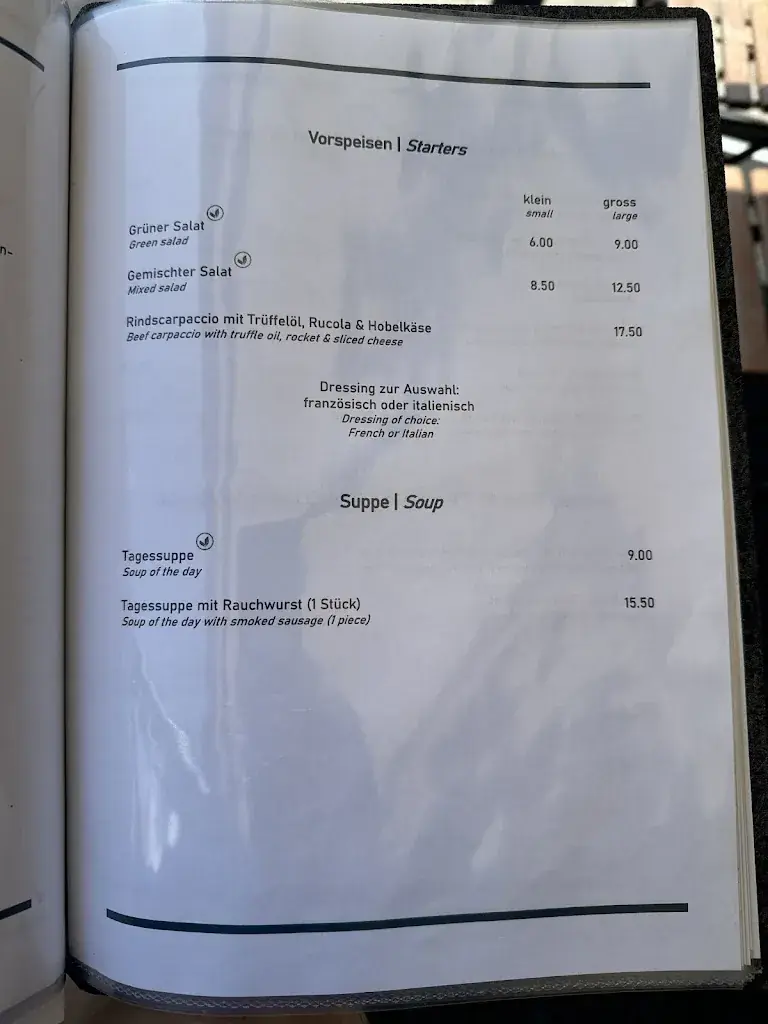 n-
Vorspeisen | Starters
klein gross
small large
Grüner Salat
Green salad
6.00 9.00
Gemischter Salat
Mixed salad
8.50 12.50
Rindscarpaccio mit Trüffelöl, Rucola & Hobelkäse 17.50
Beef carpaccio with truffle oil, rocket & sliced cheese
Dressing zur Auswahl:
französisch oder italienisch
Dressing of choice:
French or Italian
Suppe | Soup
Tagessuppe 9.00
Soup of the day
Tagessuppe mit Rauchwurst (1 Stück) 15.50
Soup of the day with smoked sausage (1 piece)